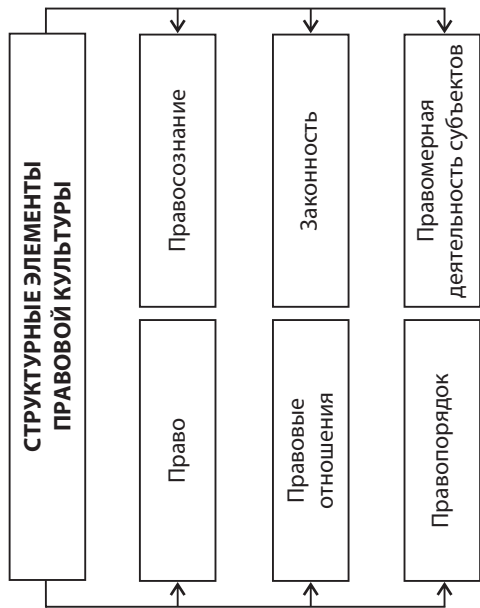 СТРУКТУРНЫЕ ЭЛЕМЕНТЫ
ПРАВОВОЙ КУЛЬТУРЫ
Право
Правосознание
Правовые
отношения
Законность
Правопорядок
Правомерная
деятельность субъектов